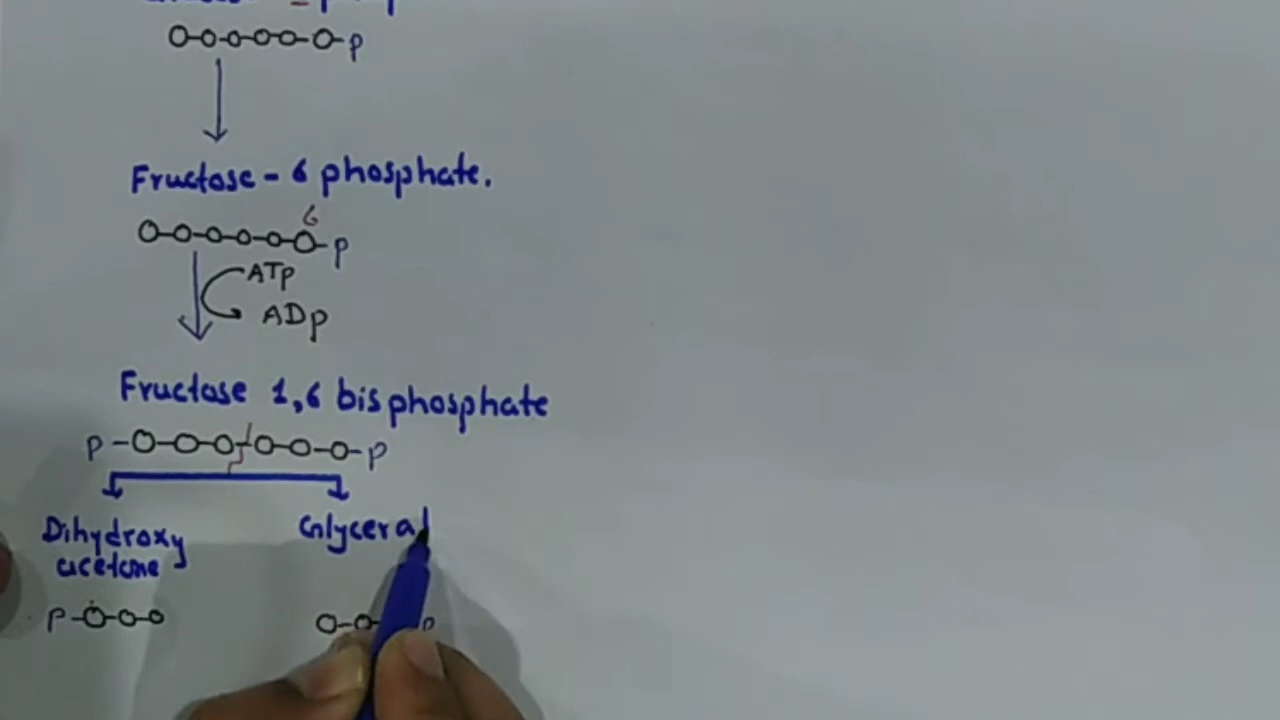 P
Fructose - 6 phosphate.
6
P
ATP
ADP
Fructose 1,6 bisphosphate
P P
Dihydroxy Glyceral
acetone
P P